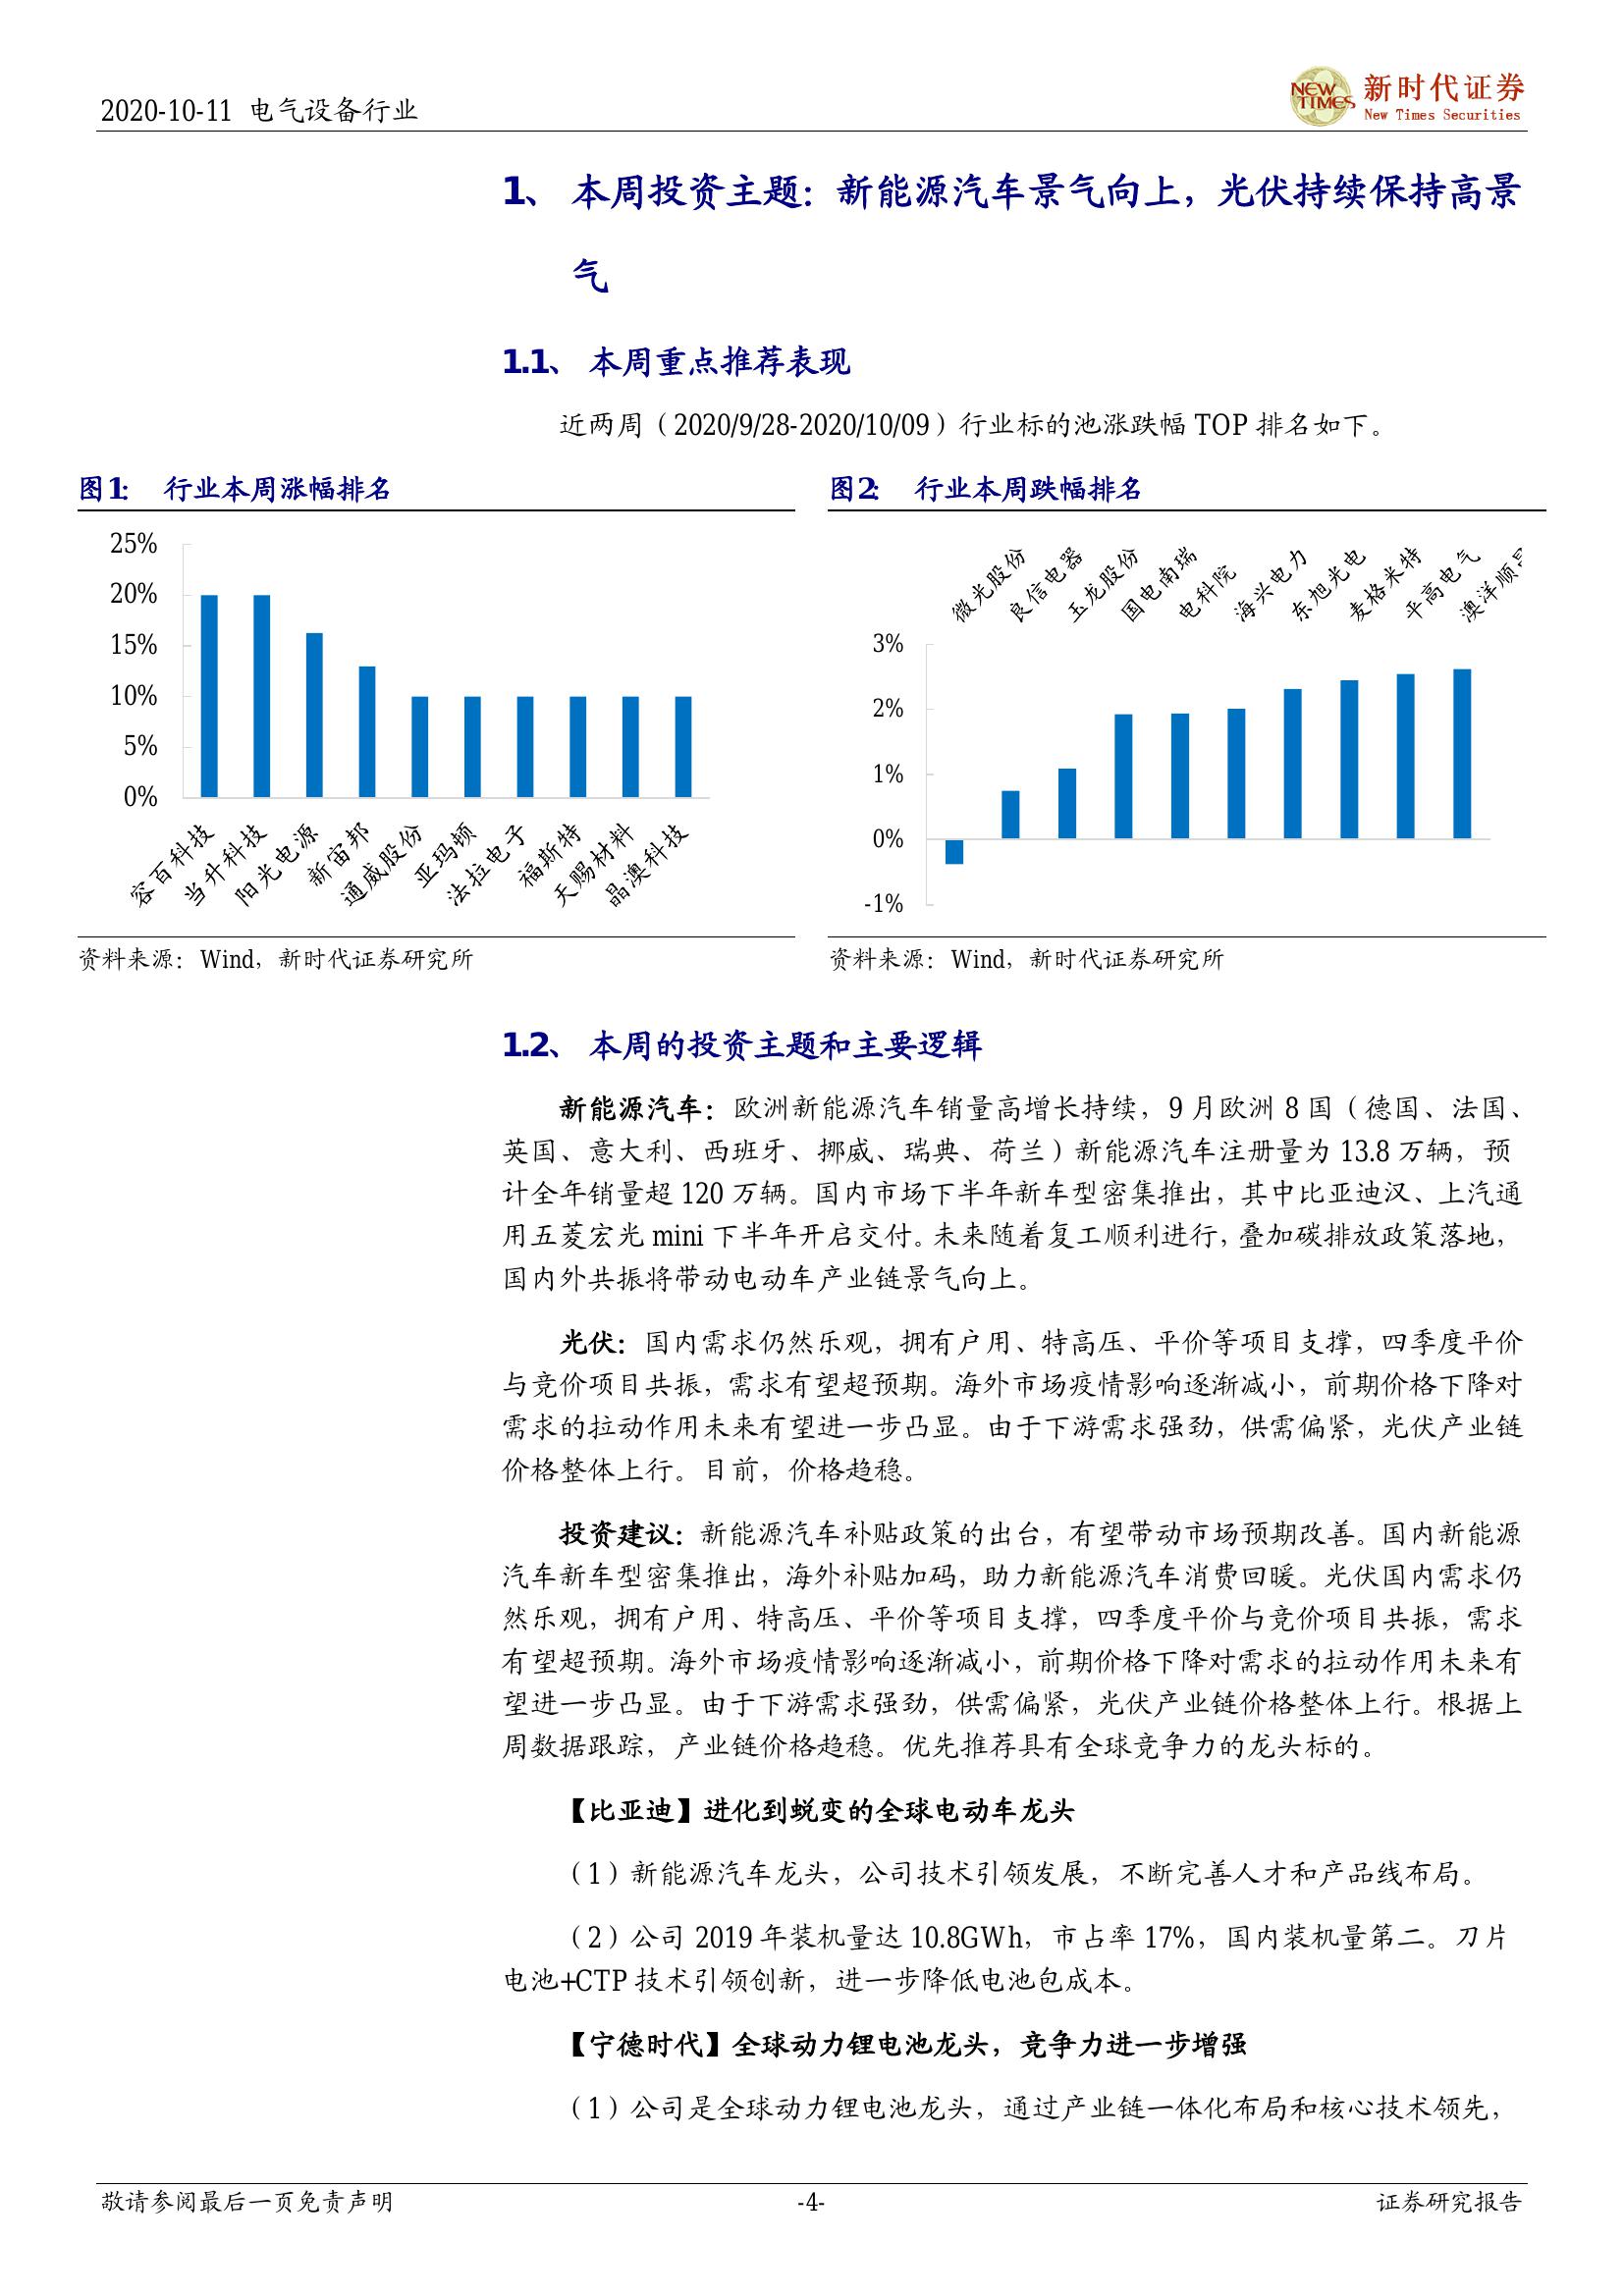 2020-10-11 电气设备行业
NEW TIMES
新时代证券
New Times Securities
1、 本周投资主题：新能源汽车景气向上，光伏持续保持高景
气
1.1、 本周重点推荐表现
近两周（2020/9/28-2020/10/09）行业标的池涨跌幅 TOP 排名如下。
图1： 行业本周涨幅排名
25%
20%
15%
10%
5%
0%
容百科技
当升科技
阳光电源
新宙邦
通威股份
亚玛顿
法拉电子
福斯特
天赐材料
晶澳科技
资料来源：Wind，新时代证券研究所
图2： 行业本周跌幅排名
微光股份
良信电器
玉龙股份
国电南瑞
电科院
海兴电力
东旭光电
麦格米特
平高电气
澳洋顺
3%
2%
1%
0%
-1%
资料来源：Wind，新时代证券研究所
1.2、 本周的投资主题和主要逻辑
新能源汽车：欧洲新能源汽车销量高增长持续，9 月欧洲 8 国（德国、法国、
英国、意大利、西班牙、挪威、瑞典、荷兰）新能源汽车注册量为 13.8 万辆，预
计全年销量超 120 万辆。国内市场下半年新车型密集推出，其中比亚迪汉、上汽通
用五菱宏光 mini 下半年开启交付。未来随着复工顺利进行，叠加碳排放政策落地，
国内外共振将带动电动车产业链景气向上。
光伏：国内需求仍然乐观，拥有户用、特高压、平价等项目支撑，四季度平价
与竞价项目共振，需求有望超预期。海外市场疫情影响逐渐减小，前期价格下降对
需求的拉动作用未来有望进一步凸显。由于下游需求强劲，供需偏紧，光伏产业链
价格整体上行。目前，价格趋稳。
投资建议：新能源汽车补贴政策的出台，有望带动市场预期改善。国内新能源
汽车新车型密集推出，海外补贴加码，助力新能源汽车消费回暖。光伏国内需求仍
然乐观，拥有户用、特高压、平价等项目支撑，四季度平价与竞价项目共振，需求
有望超预期。海外市场疫情影响逐渐减小，前期价格下降对需求的拉动作用未来有
望进一步凸显。由于下游需求强劲，供需偏紧，光伏产业链价格整体上行。根据上
周数据跟踪，产业链价格趋稳。优先推荐具有全球竞争力的龙头标的。
【比亚迪】进化到蜕变的全球电动车龙头
（1）新能源汽车龙头，公司技术引领发展，不断完善人才和产品线布局。
（2）公司 2019 年装机量达 10.8GWh，市占率 17%，国内装机量第二。刀片
电池+CTP 技术引领创新，进一步降低电池包成本。
【宁德时代】全球动力锂电池龙头，竞争力进一步增强
（1）公司是全球动力锂电池龙头，通过产业链一体化布局和核心技术领先，
敬请参阅最后一页免责声明
-4-
证券研究报告